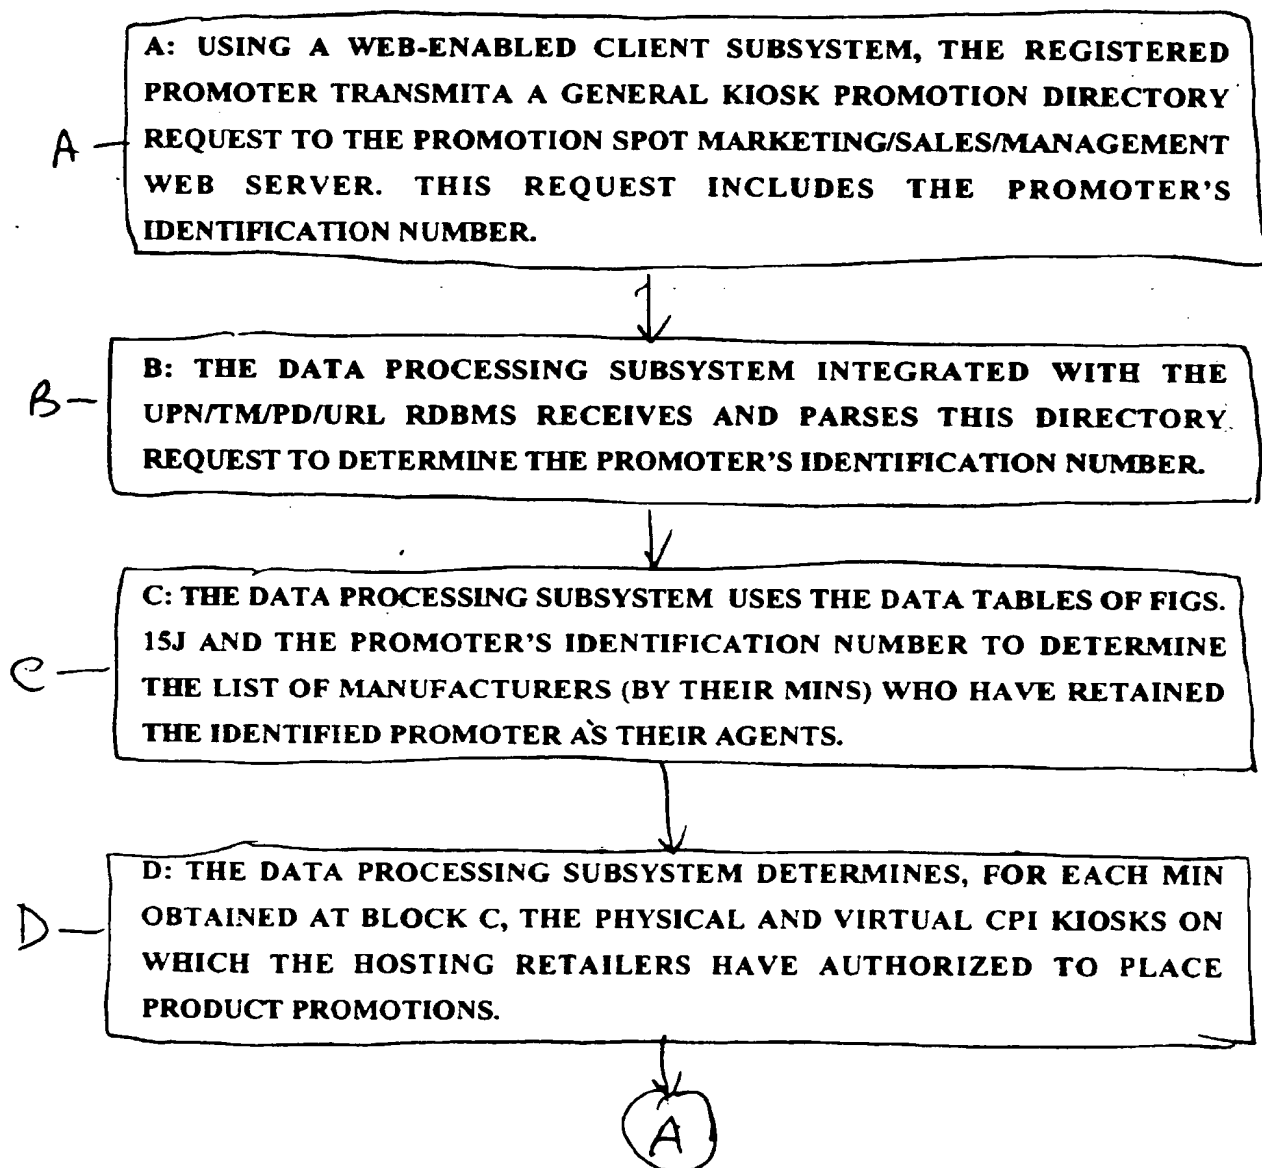 A: USING A WEB-ENABLED CLIENT SUBSYSTEM, THE REGISTERED
PROMOTER TRANSMITA A GENERAL KIOSK PROMOTION DIRECTORY
A
REQUEST TO THE PROMOTION SPOT MARKETING/SALES/MANAGEMENT
WEB SERVER. THIS REQUEST INCLUDES THE PROMOTER'S
IDENTIFICATION NUMBER.
B: THE DATA PROCESSING SUBSYSTEM INTEGRATED WITH THE
B
UPN/TM/PD/URL RDBMS RECEIVES AND PARSES THIS DIRECTORY
REQUEST TO DETERMINE THE PROMOTER'S IDENTIFICATION NUMBER.
C: THE DATA PROCESSING SUBSYSTEM USES THE DATA TABLES OF FIGS.
15J AND THE PROMOTER'S IDENTIFICATION NUMBER TO DETERMINE
C
THE LIST OF MANUFACTURERS (BY THEIR MINS) WHO HAVE RETAINED
THE IDENTIFIED PROMOTER AS THEIR AGENTS.
D: THE DATA PROCESSING SUBSYSTEM DETERMINES, FOR EACH MIN
D
OBTAINED AT BLOCK C, THE PHYSICAL AND VIRTUAL CPI KIOSKS ON
WHICH THE HOSTING RETAILERS HAVE AUTHORIZED TO PLACE
PRODUCT PROMOTIONS.
A